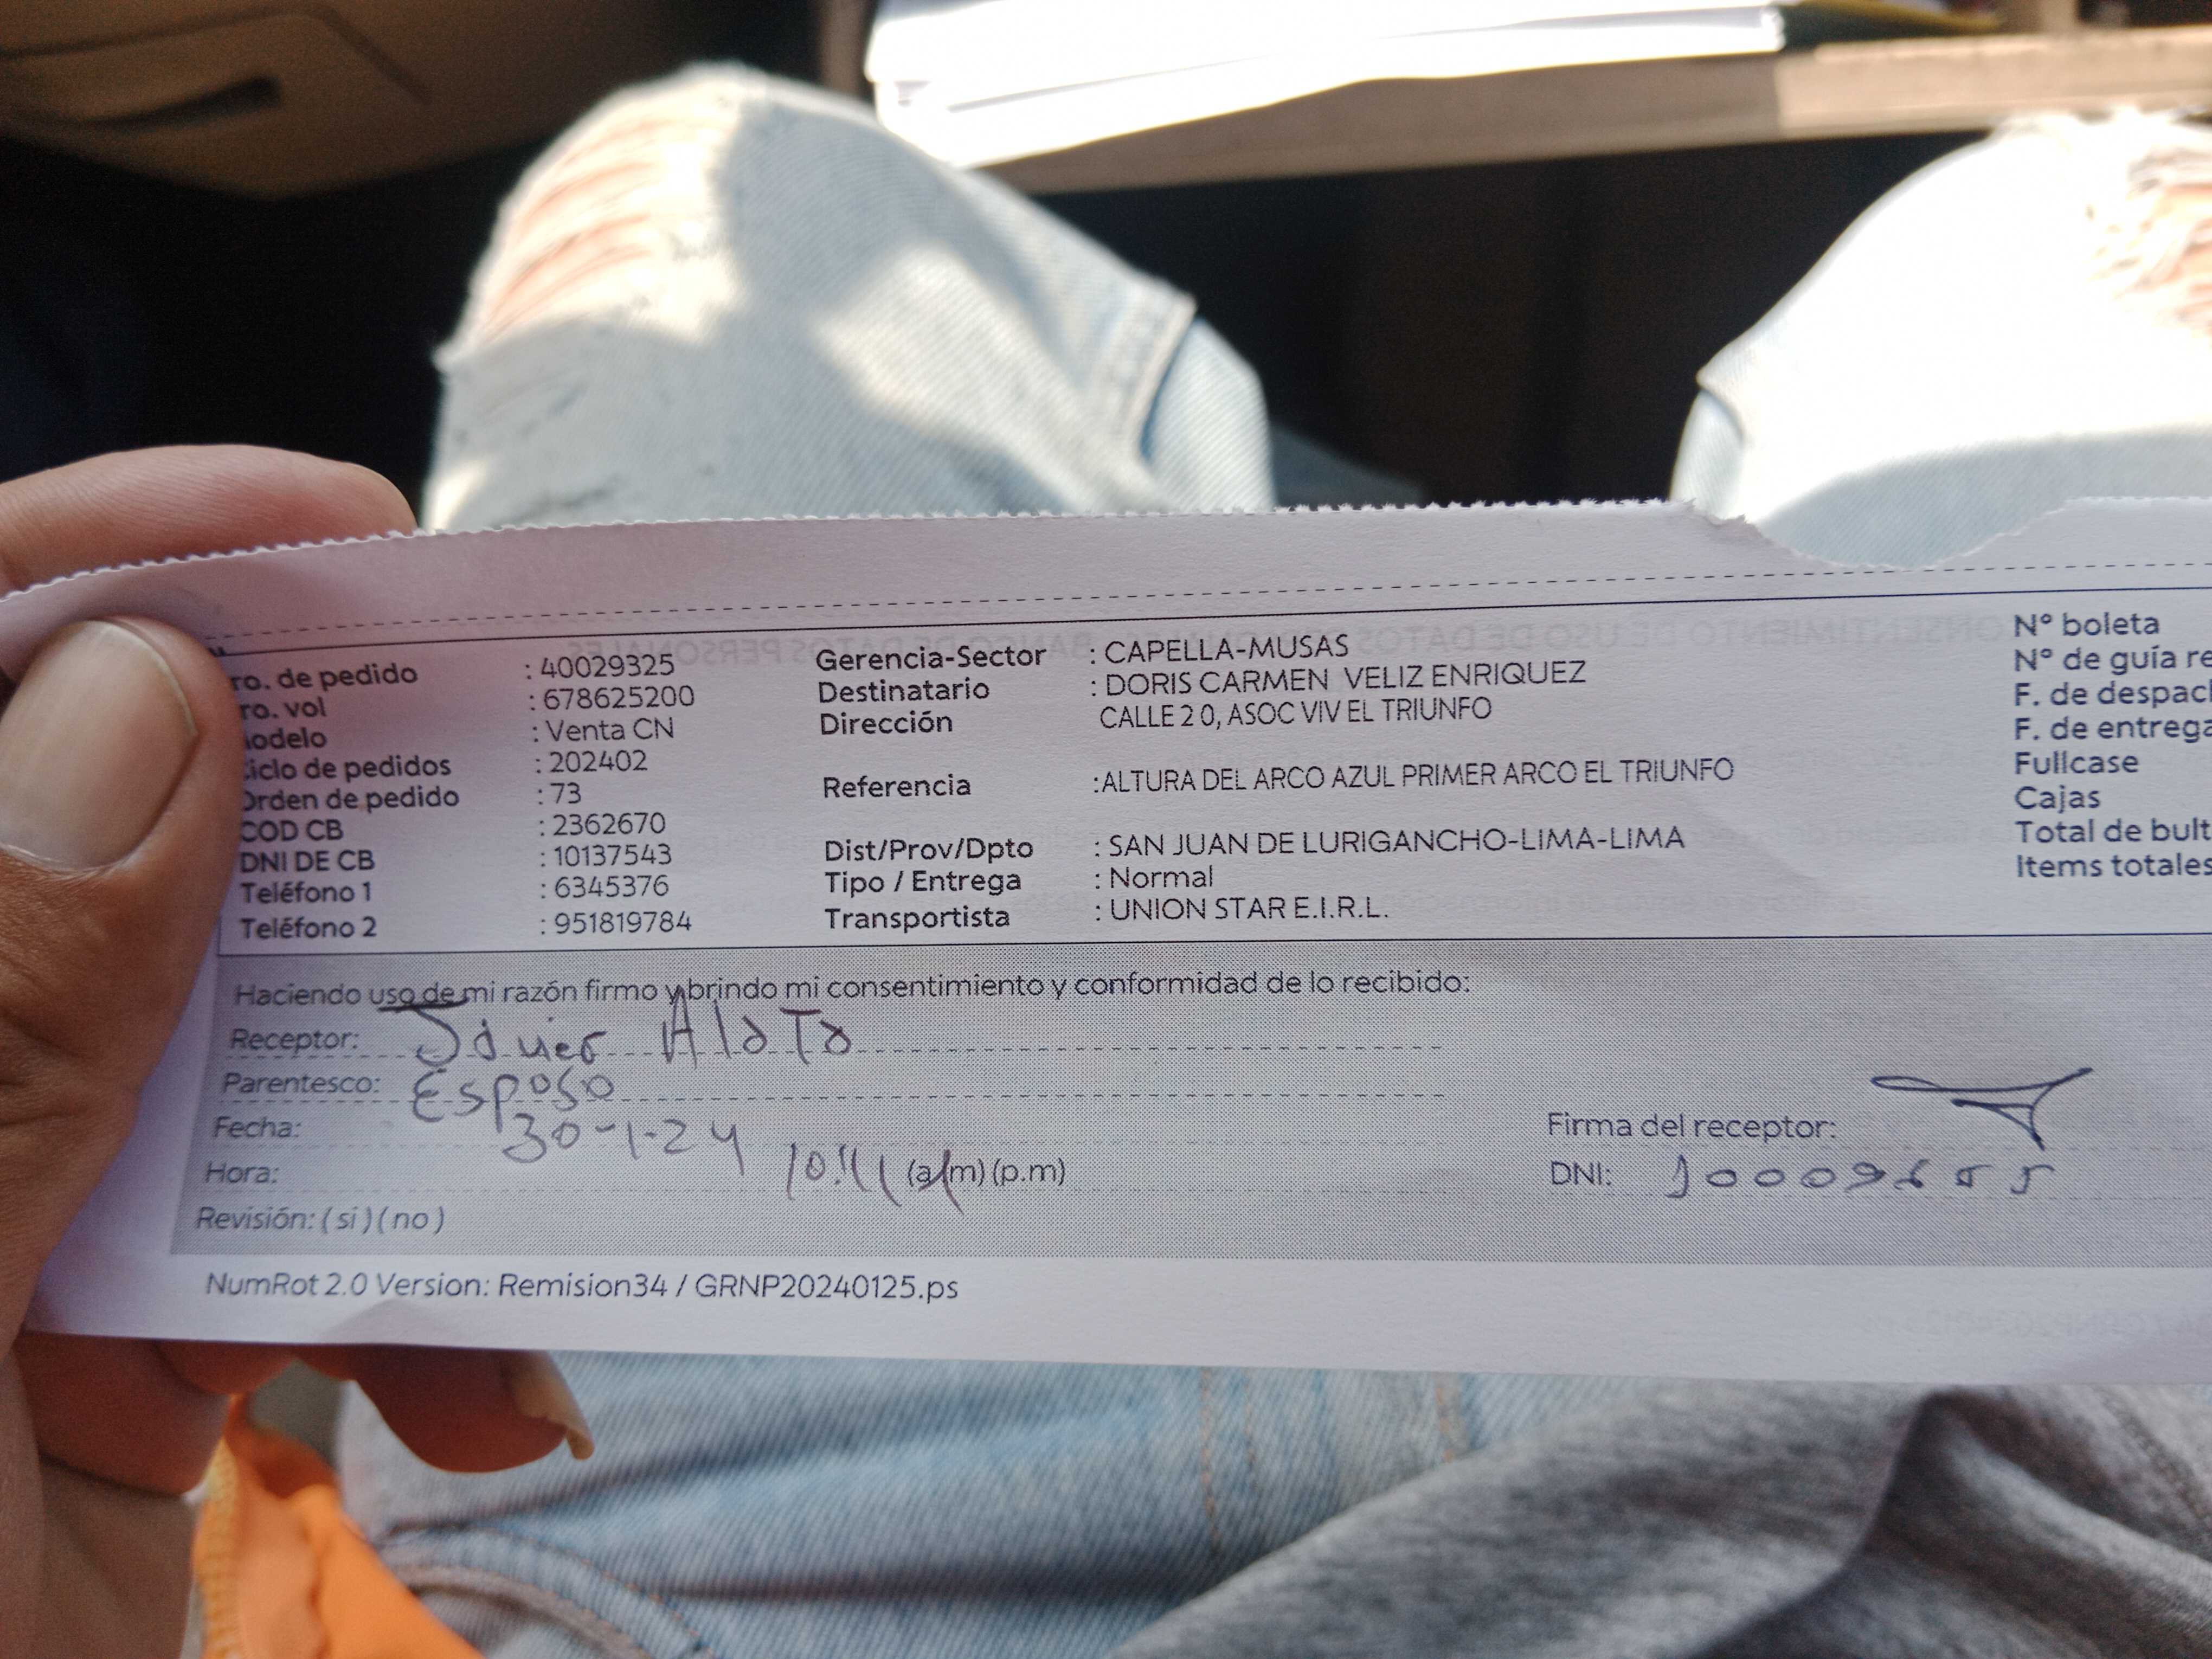 ro. de pedido : 40029325
ro. vol : 678625200
odelo : Venta CN
iclo de pedidos : 202402
Orden de pedido : 73
COD CB : 2362670
DNI DE CB : 10137543
Teléfono 1 : 6345376
Teléfono 2 : 951819784
Gerencia-Sector : CAPELLA-MUSAS
Destinatario : DORIS CARMEN VELIZ ENRIQUEZ
Dirección CALLE 2 0, ASOC VIV EL TRIUNFO
Referencia :ALTURA DEL ARCO AZUL PRIMER ARCO EL TRIUNFO
Dist/Prov/Dpto : SAN JUAN DE LURIGANCHO-LIMA-LIMA
Tipo / Entrega : Normal
Transportista : UNION STAR E.I.R.L.
N° boleta
N° de guía re
F. de despach
F. de entrega
Fullcase
Cajas
Total de bult
Items totales
Haciendo uso de mi razón firmo y brindo mi consentimiento y conformidad de lo recibido:
Receptor: Javier Alata
Parentesco: Esposo
Fecha: 30-1-24
Hora: 10:11 (a.m) (p.m)
Revisión: ( si ) ( no )
Firma del receptor:
DNI: 10009655
NumRot 2.0 Version: Remision34 / GRNP20240125.ps